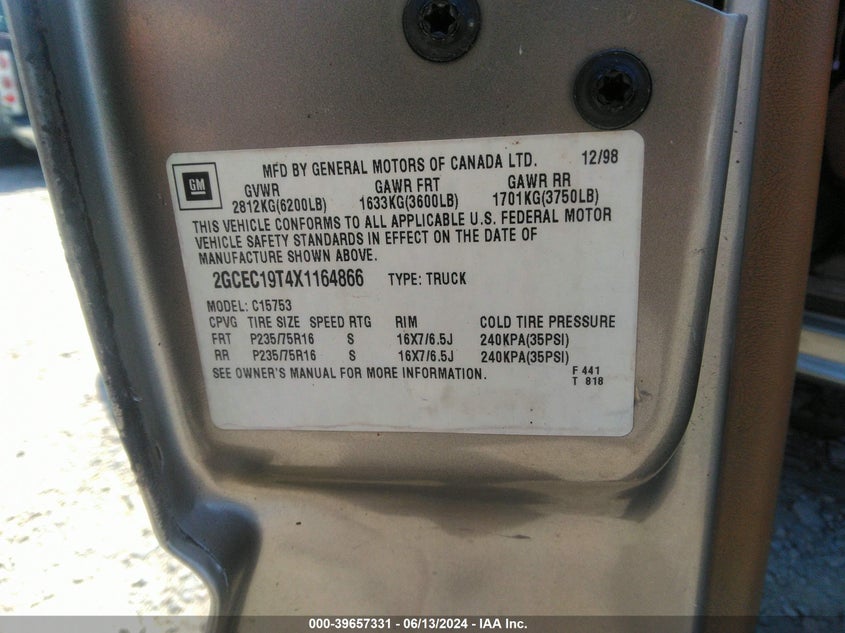 MFD BY GENERAL MOTORS OF CANADA LTD. 12/98
GM
GVWR GAWR FRT GAWR RR
2812KG(6200LB) 1633KG(3600LB) 1701KG(3750LB)
THIS VEHICLE CONFORMS TO ALL APPLICABLE U.S. FEDERAL MOTOR
VEHICLE SAFETY STANDARDS IN EFFECT ON THE DATE OF
MANUFACTURE SHOWN ABOVE.
2GCEC19T4X1164866 TYPE: TRUCK
MODEL: C15753
CPVG TIRE SIZE SPEED RTG RIM COLD TIRE PRESSURE
FRT P235/75R16 S 16X7/6.5J 240KPA(35PSI)
RR P235/75R16 S 16X7/6.5J 240KPA(35PSI)
SEE OWNER'S MANUAL FOR MORE INFORMATION. F 441
T 818
000-39657331 - 06/13/2024 - IAA Inc.